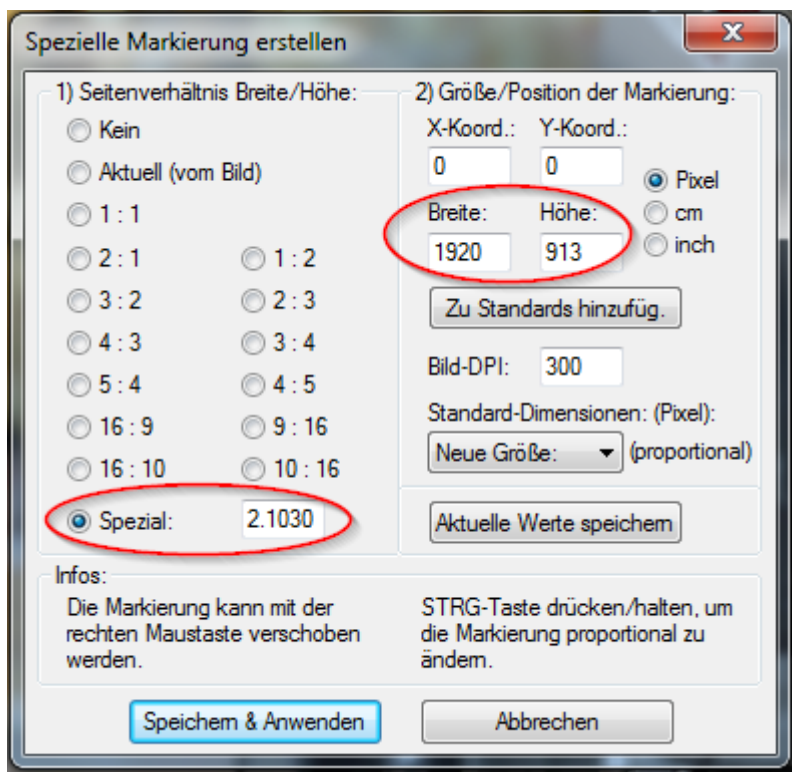 Spezielle Markierung erstellen
1) Seitenverhältnis Breite/Höhe:
Kein
Aktuell (vom Bild)
1 : 1
2 : 1
1 : 2
3 : 2
2 : 3
4 : 3
3 : 4
5 : 4
4 : 5
16 : 9
9 : 16
16 : 10
10 : 16
Spezial:
2.1030
2) Größe/Position der Markierung:
X-Koord.: Y-Koord.:
0
0
Pixel
cm
inch
Breite: Höhe:
1920
913
Zu Standards hinzufüg.
Bild-DPI: 300
Standard-Dimensionen: (Pixel):
Neue Größe: (proportional)
Aktuelle Werte speichern
Infos:
Die Markierung kann mit der
rechten Maustaste verschoben
werden.
STRG-Taste drücken/halten, um
die Markierung proportional zu
ändern.
Speichern & Anwenden
Abbrechen